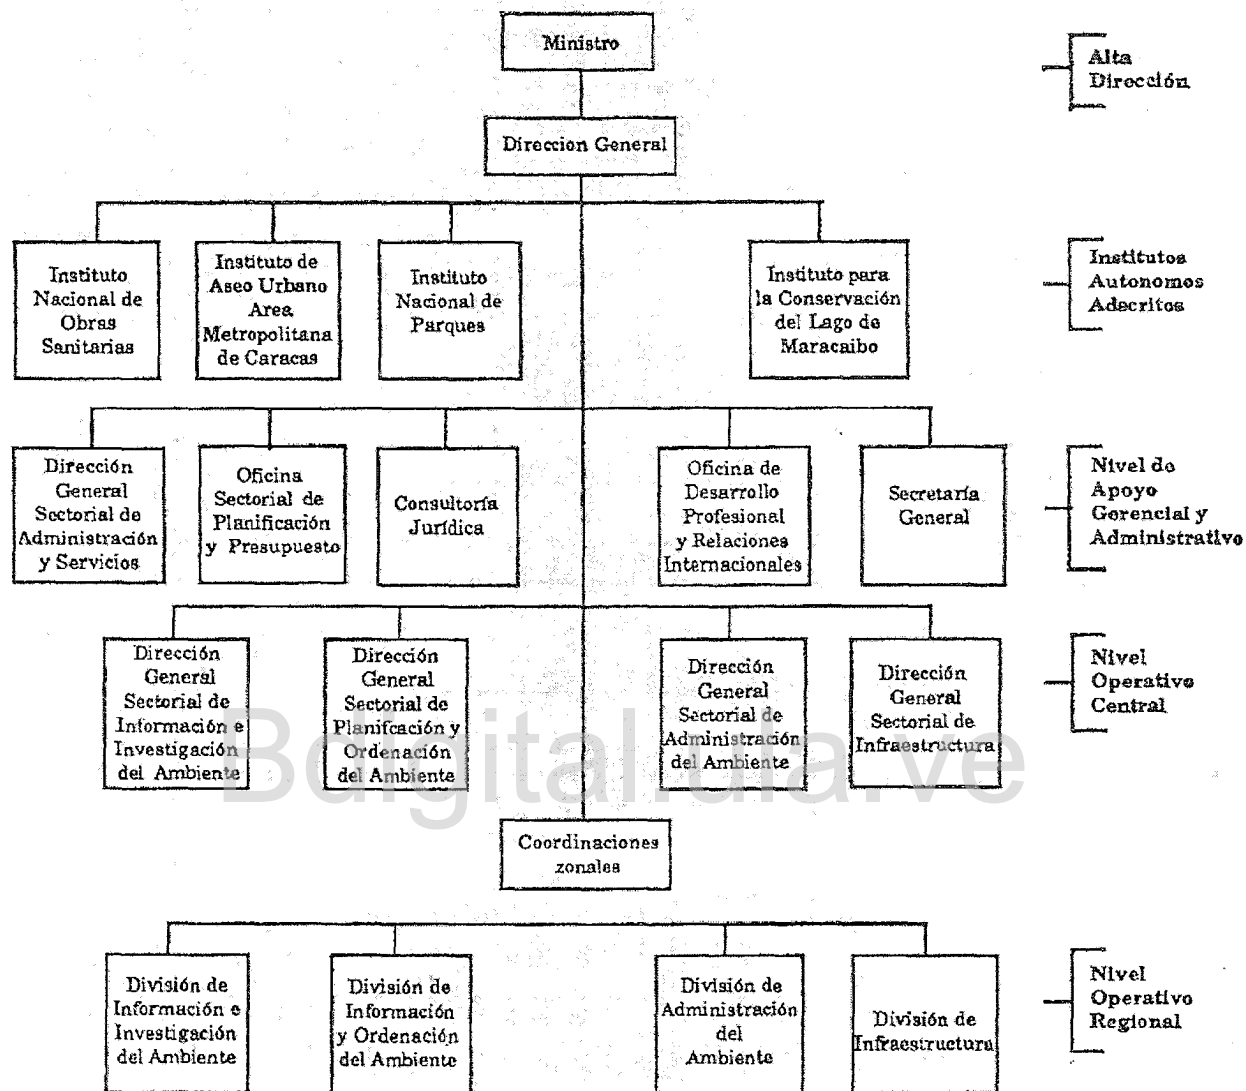 Ministro
Alta
Dirección
Direccion General
Instituto
Nacional de
Obras
Sanitarias
Instituto de
Aseo Urbano
Area
Metropolitana
de Caracas
Instituto
Nacional de
Parques
Instituto para
la Conservación
del Lago de
Maracaibo
Institutos
Autonomos
Adscritos
Dirección
General
Sectorial de
Administración
y Servicios
Oficina
Sectorial de
Planificación
y Presupuesto
Consultoría
Jurídica
Oficina de
Desarrollo
Profesional
y Relaciones
Internacionales
Secretaría
General
Nivel de
Apoyo
Gerencial y
Administrativo
Dirección
General
Sectorial de
Información e
Investigación
del Ambiente
Dirección
General
Sectorial de
Planifcación y
Ordenación
del Ambiente
Dirección
General
Sectorial de
Administración
del Ambiente
Dirección
General
Sectorial de
Infraestructura
Nivel
Operativo
Central
Bdigital.ula.ve
Coordinaciones
zonales
División de
Información e
Investigación
del Ambiente
División de
Información
y Ordenación
del Ambiente
División de
Administración
del
Ambiente
División de
Infraestructura
Nivel
Operativo
Regional